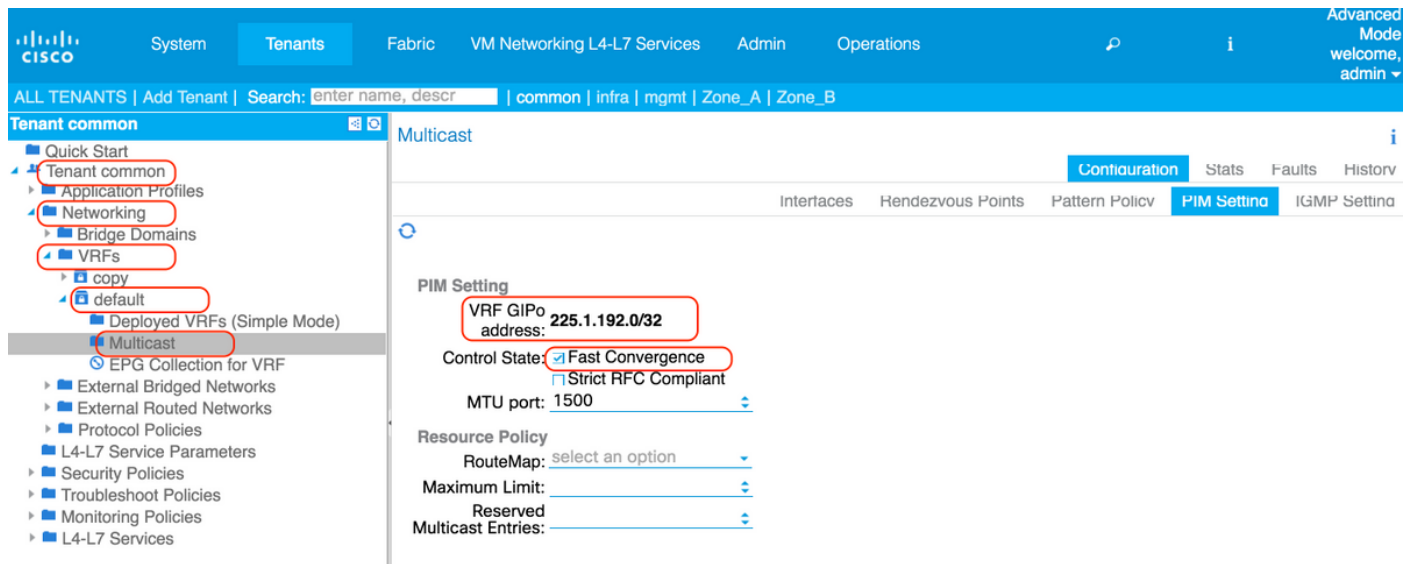 Advanced
Mode
welcome,
admin
CISCO System Tenants Fabric VM Networking L4-L7 Services Admin Operations i
ALL TENANTS | Add Tenant | Search: enter name, descr | common | infra | mgmt | Zone_A | Zone_B
Tenant common
Quick Start
Tenant common
Application Profiles
Networking
Bridge Domains
VRFs
copy
default
Deployed VRFs (Simple Mode)
Multicast
EPG Collection for VRF
External Bridged Networks
External Routed Networks
Protocol Policies
L4-L7 Service Parameters
Security Policies
Troubleshoot Policies
Monitoring Policies
L4-L7 Services
Multicast i
Configuration Stats Faults History
Interfaces Rendezvous Points Pattern Policy PIM Setting IGMP Setting
PIM Setting
VRF GIPo
address: 225.1.192.0/32
Control State: Fast Convergence
Strict RFC Compliant
MTU port: 1500
Resource Policy
RouteMap: select an option
Maximum Limit:
Reserved
Multicast Entries: